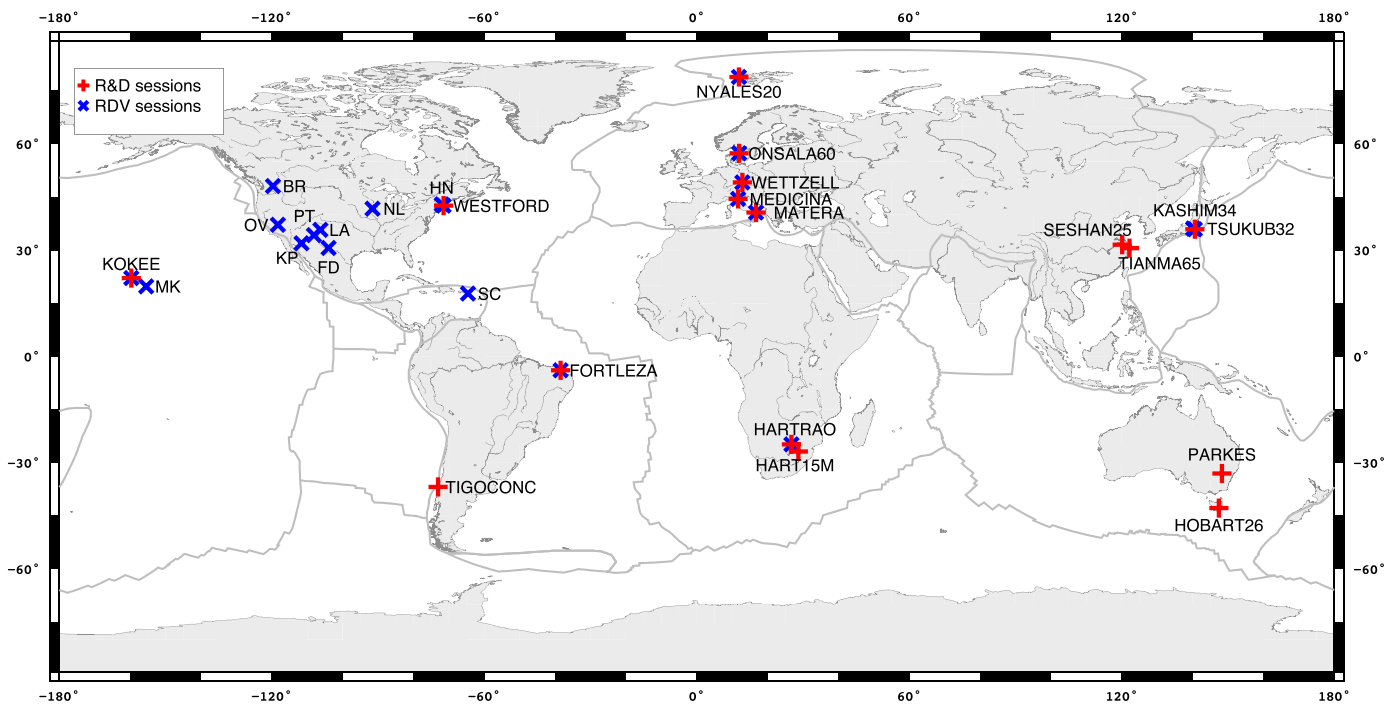 −180° −120° −60° 0° 60° 120° 180°
R&D sessions
RDV sessions
NYALES20
60° 60°
ONSALA60
BR
WETTZELL
HN
MEDICINA
NL WESTFORD
MATERA
KASHIM34
PT
OV LA
SESHAN25 TSUKUB32
30° 30°
KP
FD
KOKEE
TIANMA65
MK
SC
0° 0°
FORTLEZA
HARTRAO
PARKES
−30° −30°
HART15M
TIGOCONC
HOBART26
−60° −60°
−180° −120° −60° 0° 60° 120° 180°